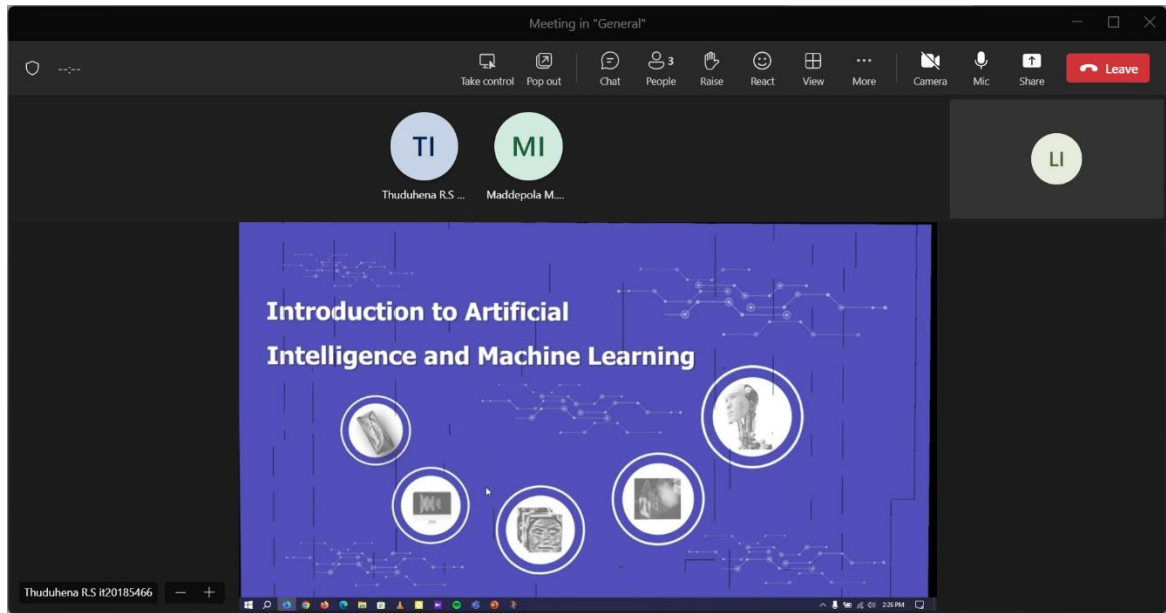 Meeting in "General"
--:--
Take control
Pop out
Chat
3
People
Raise
React
View
More
Camera
Mic
Share
Leave
TI
MI
LI
Thuduhena R.S ...
Maddepola M....
Introduction to Artificial
Intelligence and Machine Learning
Thuduhena R.S it20185466
2:26 PM